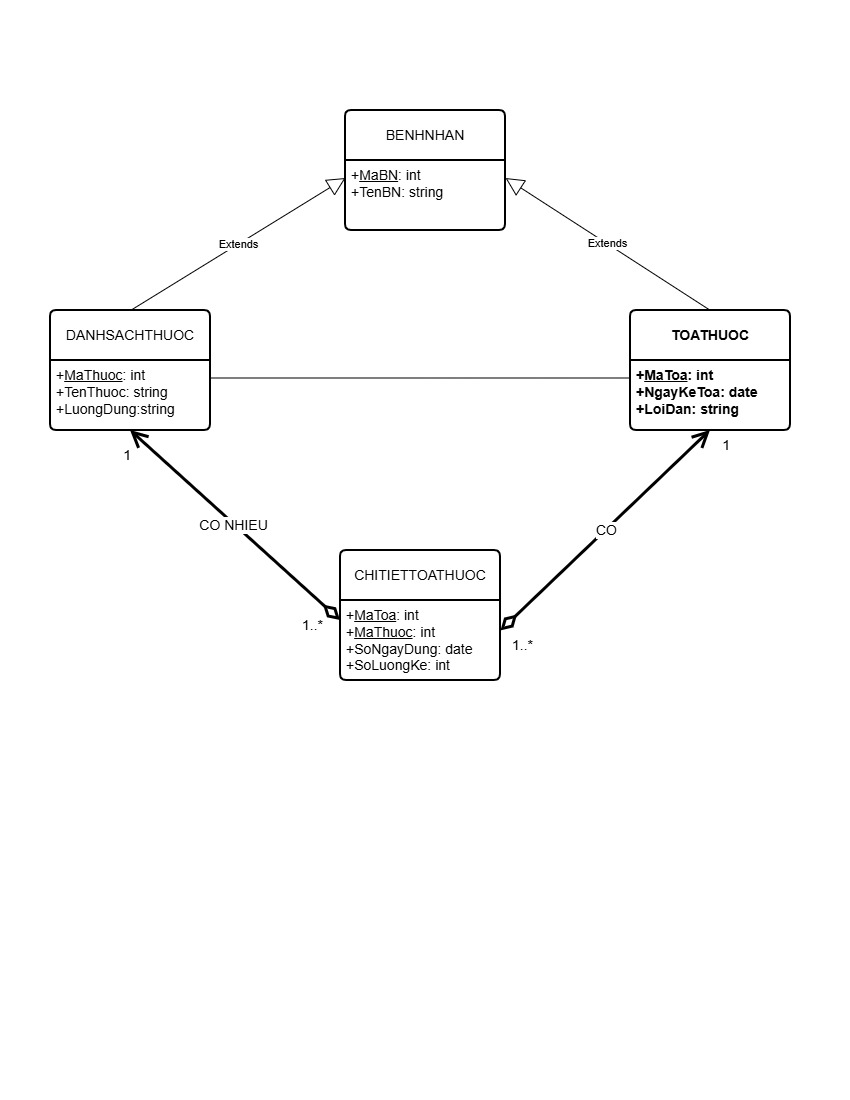 BENHNHAN
+MaBN: int
+TenBN: string
Extends
Extends
DANHSACHTHUOC
+MaThuoc: int
+TenThuoc: string
+LuongDung:string
TOATHUOC
+MaToa: int
+NgayKeToa: date
+LoiDan: string
1
1
CO NHIEU
CO
CHITIETTOATHUOC
+MaToa: int
+MaThuoc: int
+SoNgayDung: date
+SoLuongKe: int
1..*
1..*